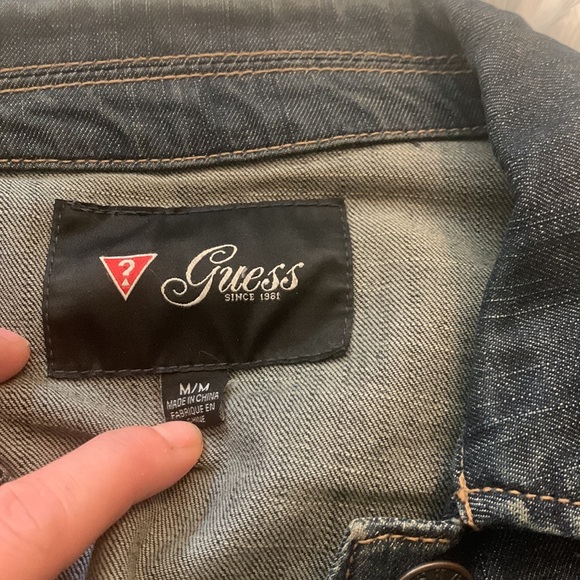 ?
Guess
SINCE 1981
M/M
MADE IN CHINA
FABRIQUE EN